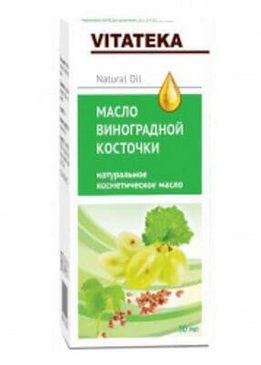 VITATEKA
Natural Oil
МАСЛО
ВИНОГРАДНОЙ
КОСТОЧКИ
натуральное
косметическое масло